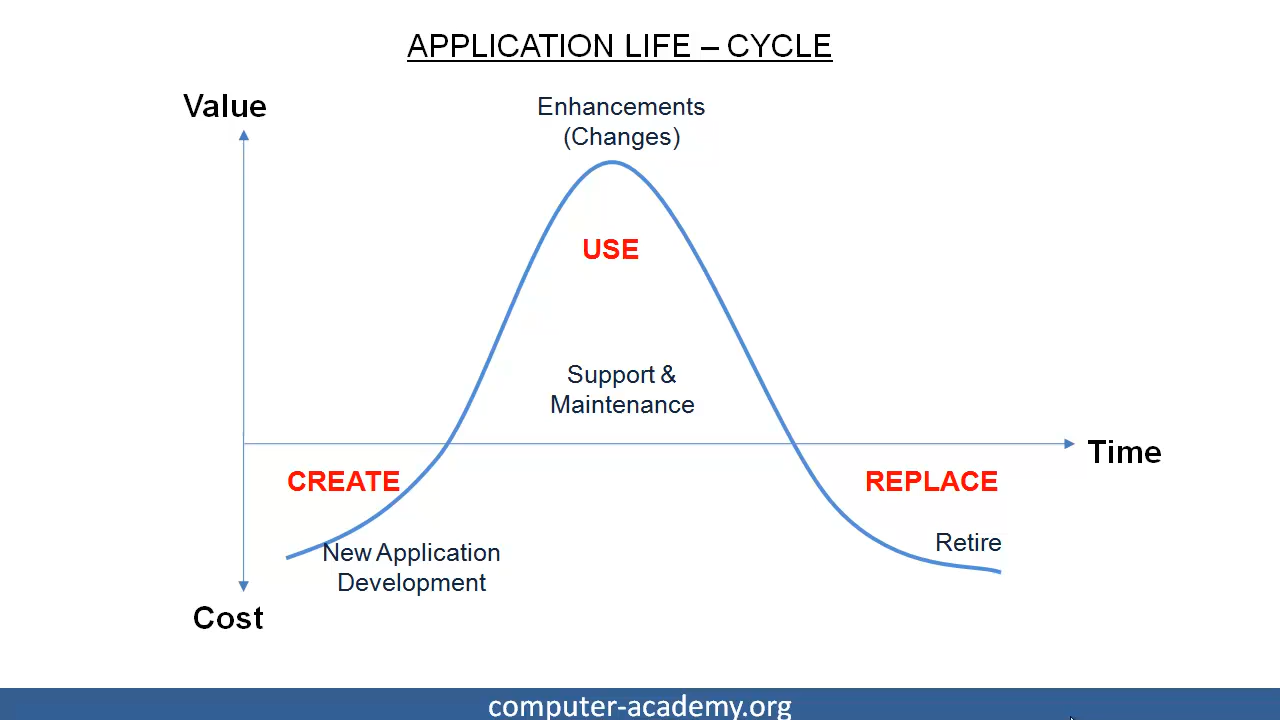 APPLICATION LIFE – CYCLE
Value
Enhancements
(Changes)
USE
Support &
Maintenance
Time
CREATE
REPLACE
New Application
Development
Retire
Cost
computer-academy.org